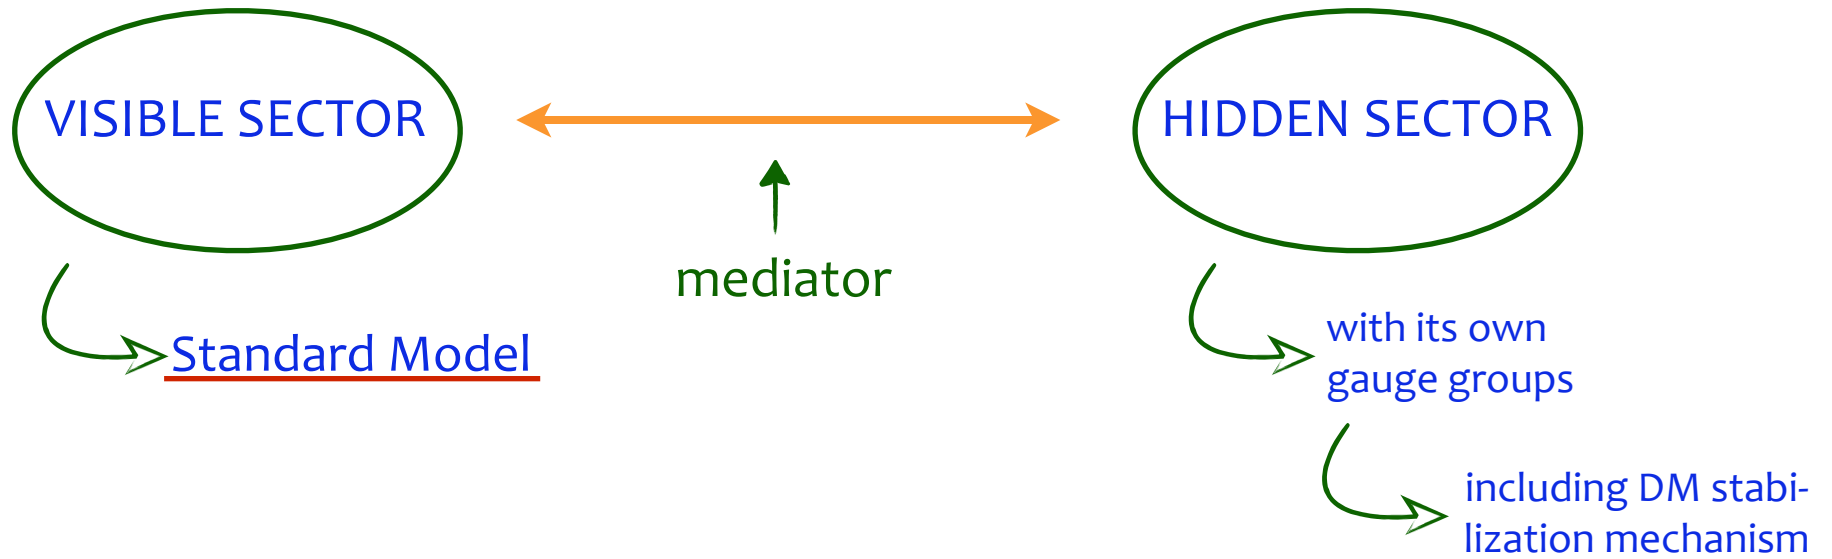 VISIBLE SECTOR
HIDDEN SECTOR
mediator
Standard Model
with its own
gauge groups
including DM stabi-
lization mechanism